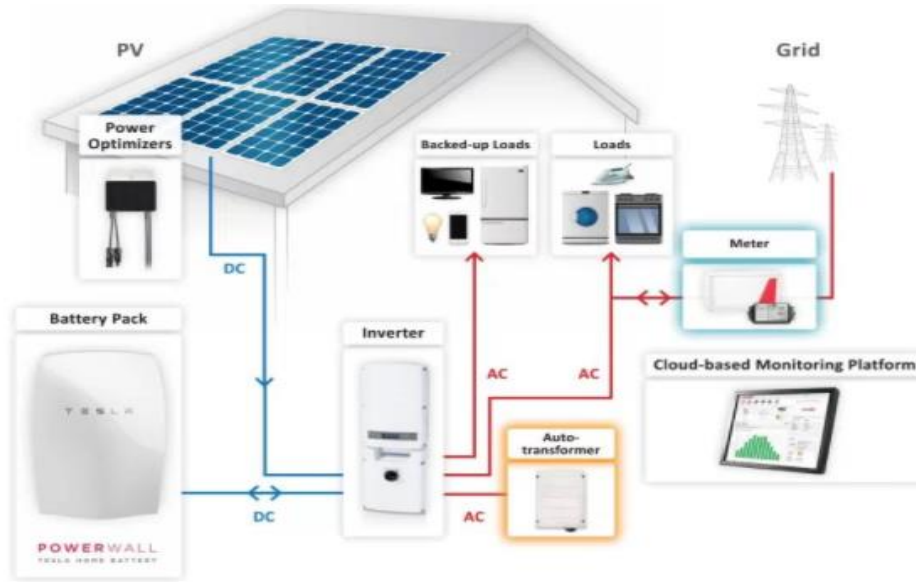 PV
Grid
Power
Optimizers
Backed-up Loads
Loads
Meter
DC
Battery Pack
Inverter
AC
AC
Cloud-based Monitoring Platform
TESLA
Auto-
transformer
DC
AC
POWERWALL
TESLA HOME BATTERY